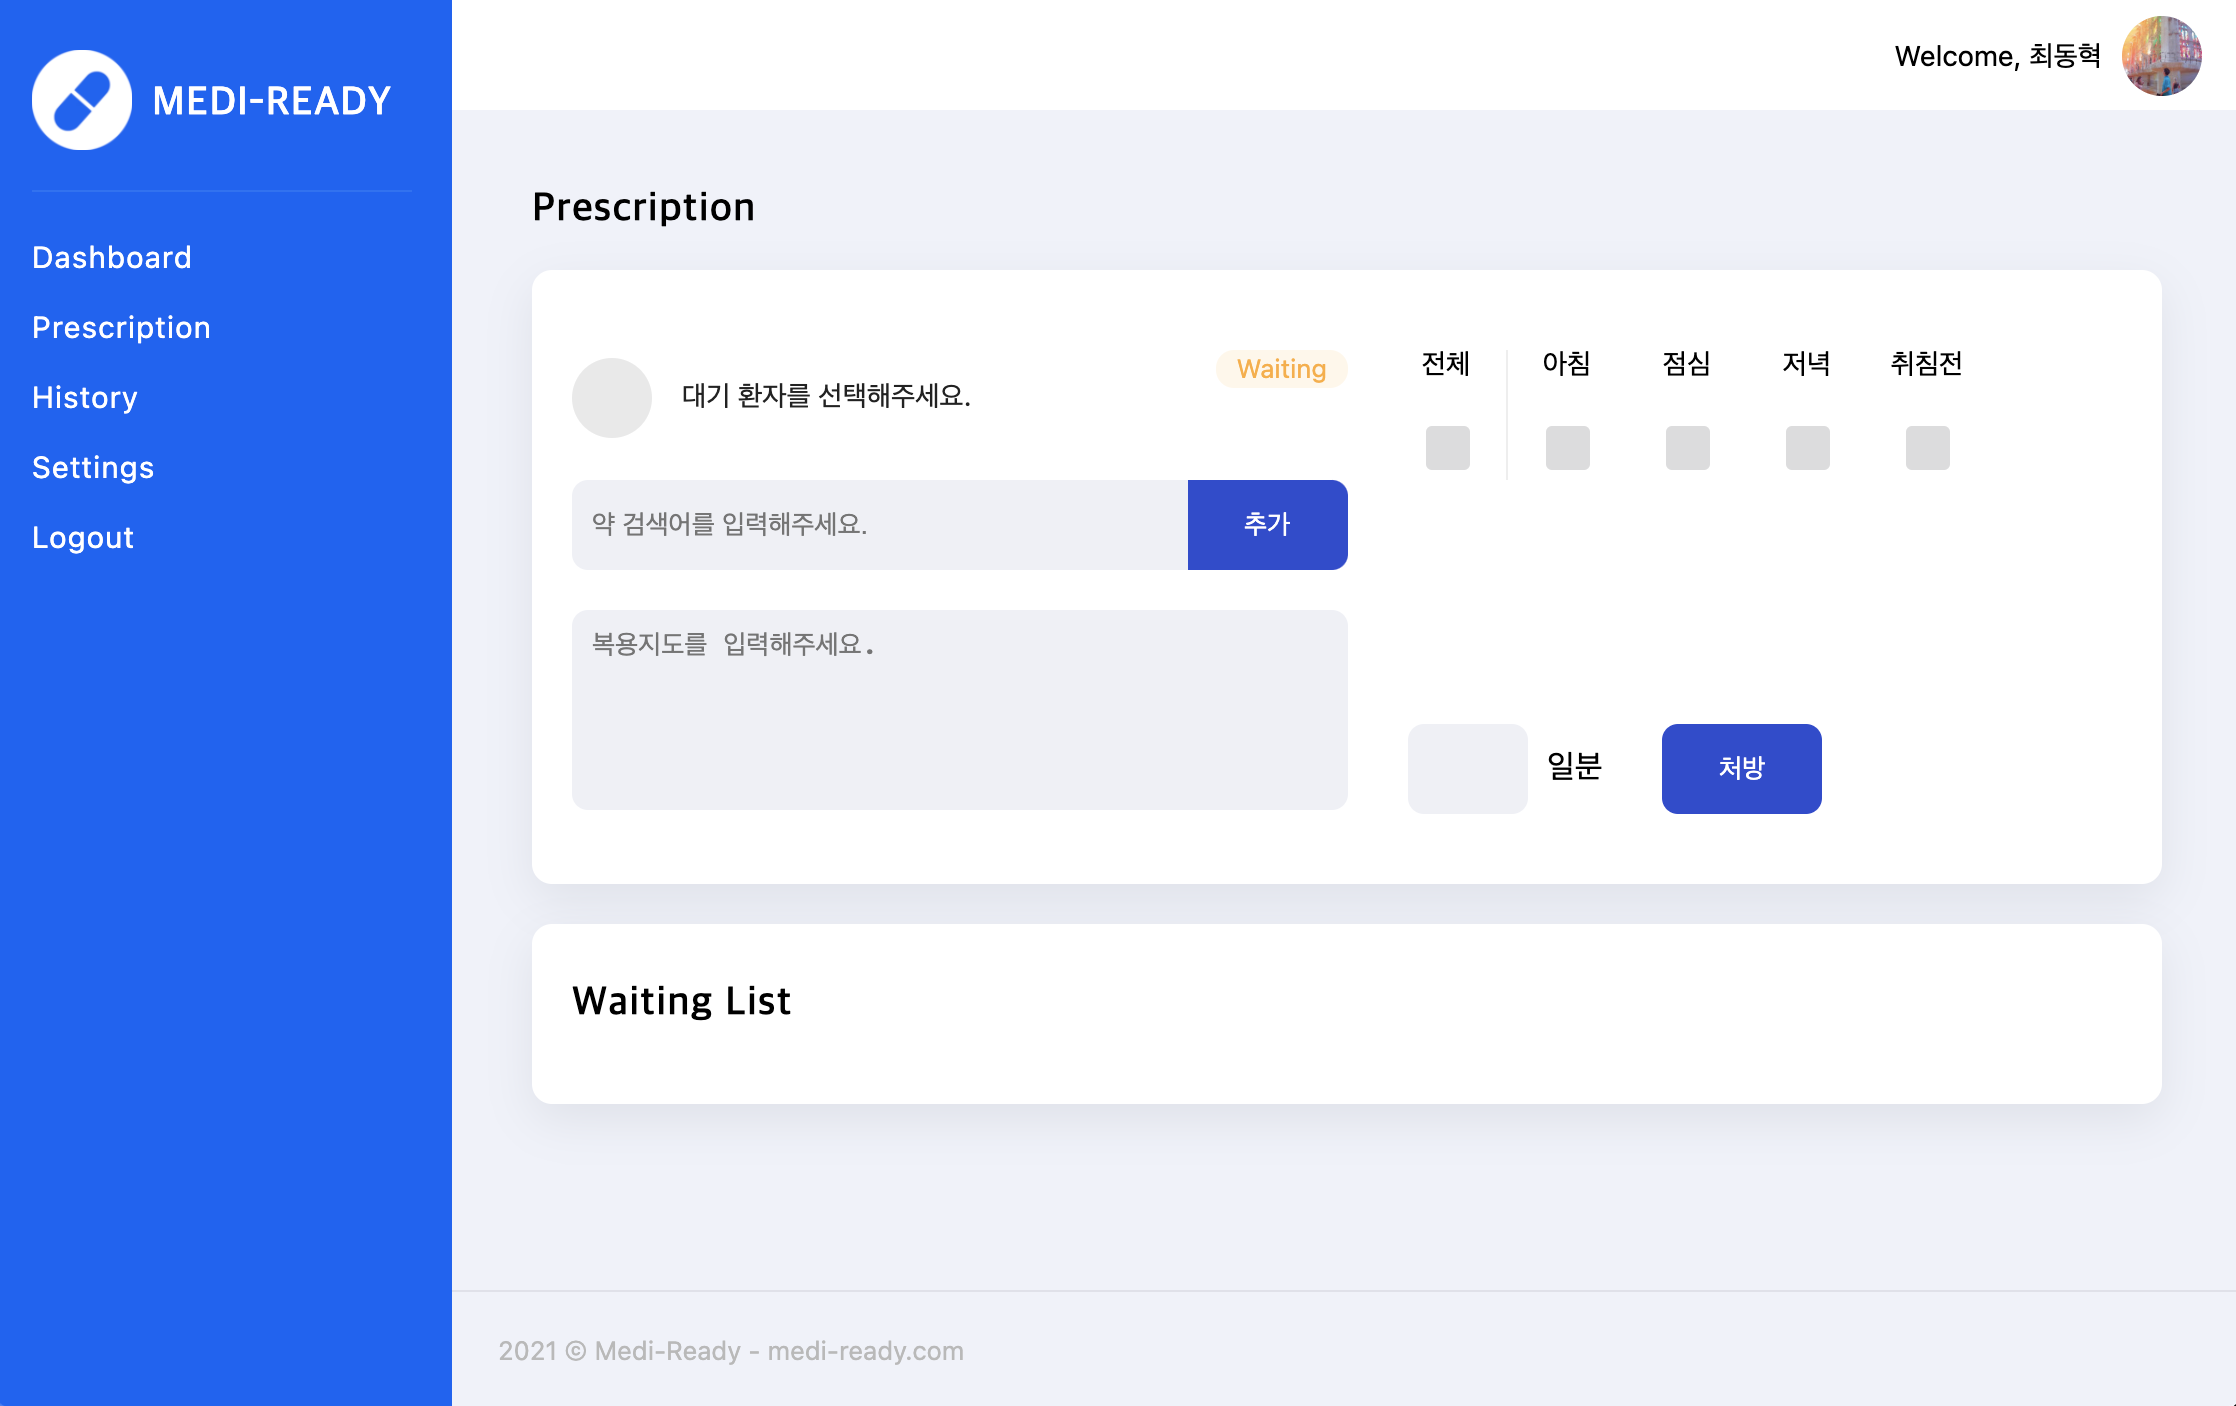 MEDI-READY
Dashboard
Prescription
History
Settings
Logout
Welcome, 최동혁
Prescription
대기 환자를 선택해주세요.
Waiting
약 검색어를 입력해주세요.
추가
복용지도를 입력해주세요.
전체
아침
점심
저녁
취침전
일분
처방
Waiting List
2021 © Medi-Ready - medi-ready.com